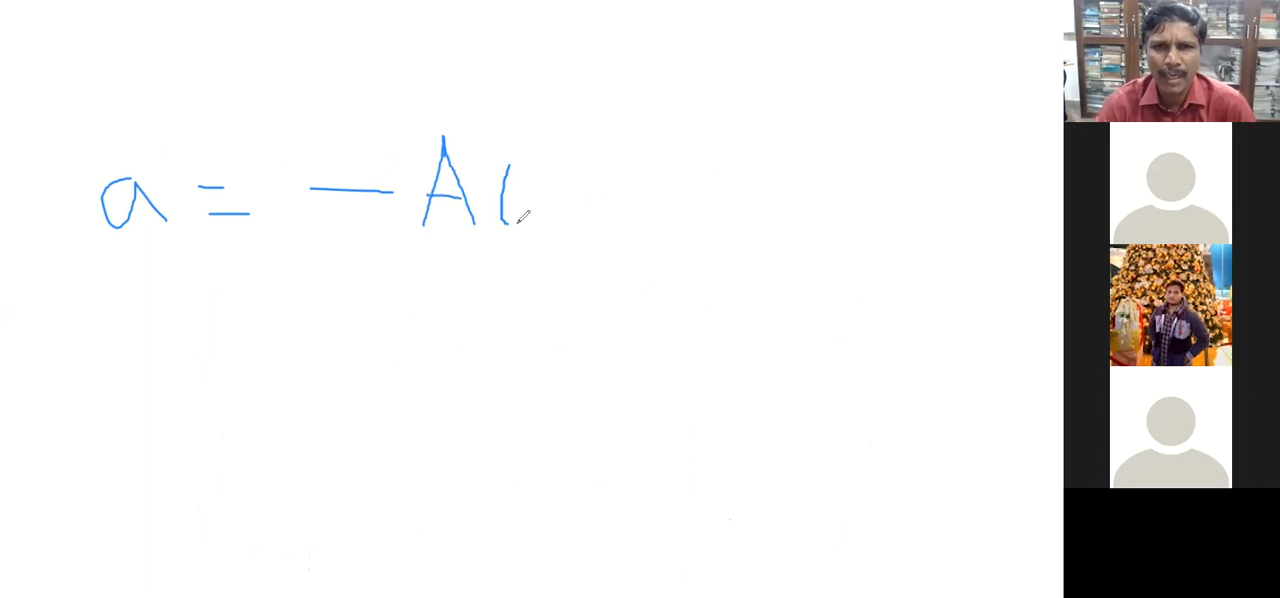 a = - A (